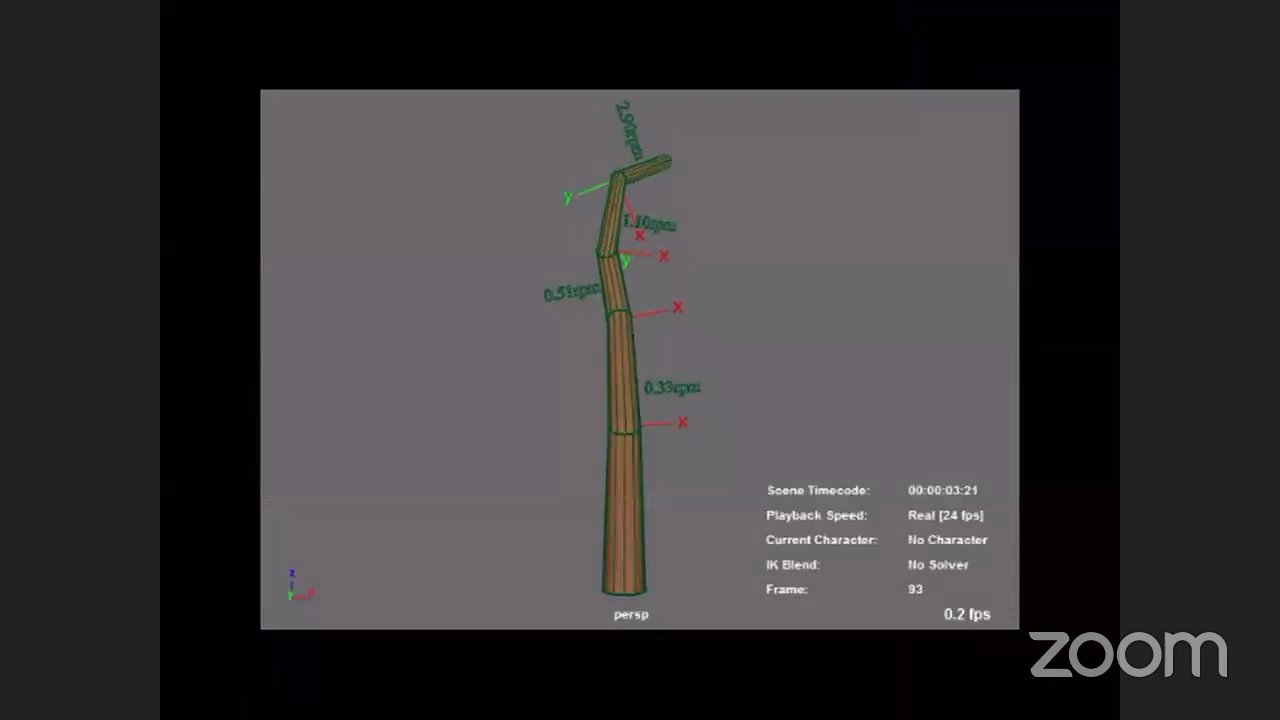 2.90rpm
y
1.10rpm
x
y
x
0.51rpm
x
0.33rpm
x
Scene Timecode: 00:00:03:21
Playback Speed: Real [24 fps]
Current Character: No Character
IK Blend: No Solver
Frame: 93
z
y x
persp
0.2 fps
zoom